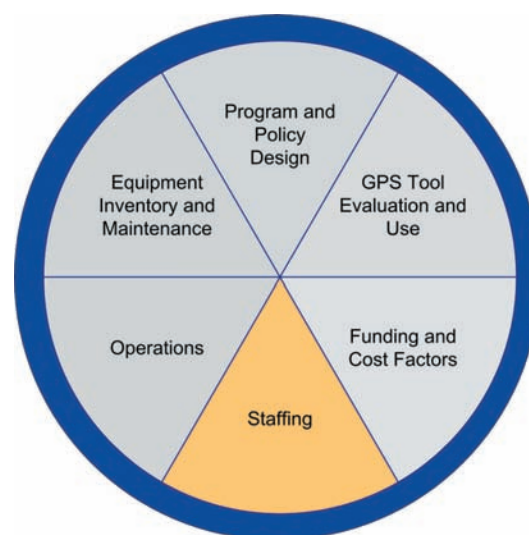 Program and
Policy
Design
GPS Tool
Evaluation and
Use
Funding and
Cost Factors
Staffing
Operations
Equipment
Inventory and
Maintenance